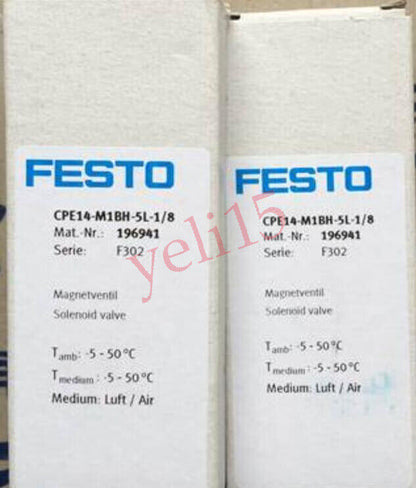 FESTO
CPE14-M1BH-5L-1/8
Mat.-Nr.: 196941
Serie: F302
Magnetventil
Solenoid valve
Tamb: -5 - 50°C
Tmedium: -5 - 50°C
Medium: Luft / Air
FESTO
CPE14-M1BH-5L-1/8
Mat.-Nr.: 196941
Serie: F302
Magnetventil
Solenoid valve
Tamb: -5 - 50°C
Tmedium: -5 - 50°C
Medium: Luft / Air
yeli15